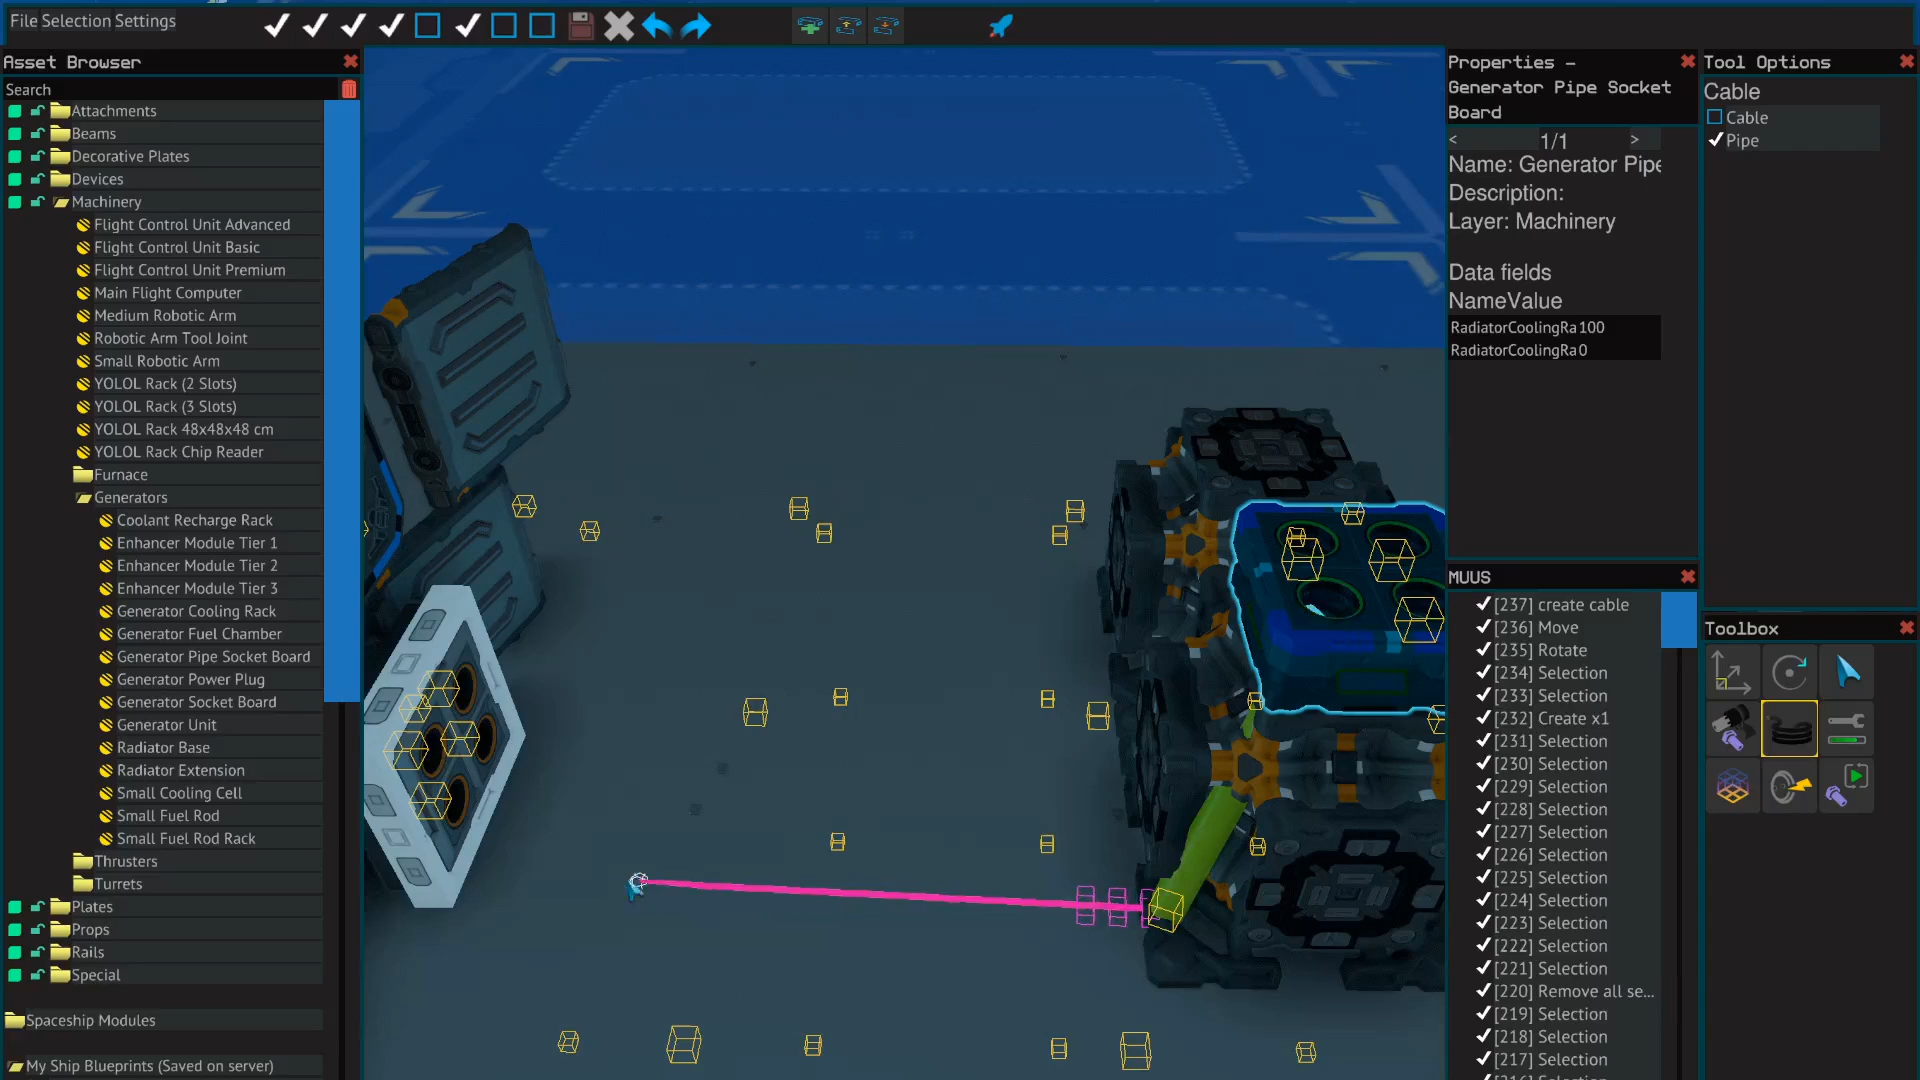 File Selection Settings
Asset Browser
Search
Attachments
Beams
Decorative Plates
Devices
Machinery
Flight Control Unit Advanced
Flight Control Unit Basic
Flight Control Unit Premium
Main Flight Computer
Medium Robotic Arm
Robotic Arm Tool Joint
Small Robotic Arm
YOLOL Rack (2 Slots)
YOLOL Rack (3 Slots)
YOLOL Rack 48x48x48 cm
YOLOL Rack Chip Reader
Furnace
Generators
Coolant Recharge Rack
Enhancer Module Tier 1
Enhancer Module Tier 2
Enhancer Module Tier 3
Generator Cooling Rack
Generator Fuel Chamber
Generator Pipe Socket Board
Generator Power Plug
Generator Socket Board
Generator Unit
Radiator Base
Radiator Extension
Small Cooling Cell
Small Fuel Rod
Small Fuel Rod Rack
Thrusters
Turrets
Plates
Props
Rails
Special
Spaceship Modules
My Ship Blueprints (Saved on server)
Properties –
Generator Pipe Socket
Board
< 1/1 >
Name: Generator Pipe
Description:
Layer: Machinery
Data fields
NameValue
RadiatorCoolingRa 100
RadiatorCoolingRa 0
MUUS
[237] create cable
[236] Move
[235] Rotate
[234] Selection
[233] Selection
[232] Create x1
[231] Selection
[230] Selection
[229] Selection
[228] Selection
[227] Selection
[226] Selection
[225] Selection
[224] Selection
[223] Selection
[222] Selection
[221] Selection
[220] Remove all se...
[219] Selection
[218] Selection
[217] Selection
Tool Options
Cable
Cable
Pipe
Toolbox